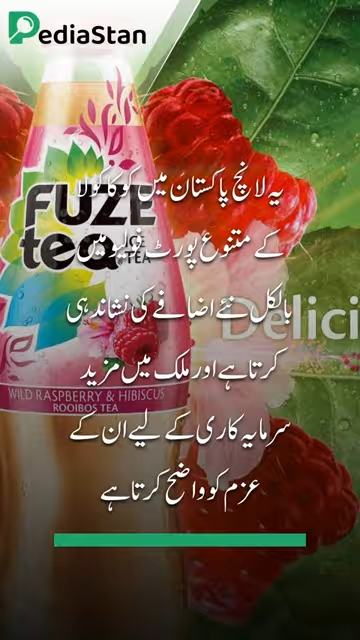 PediaStan
یہ لانچ پاکستان میں کوکا کولا
کے متنوع پورٹ فولیو میں
بالکل نئے اضافے کی نشاندہی
کرتا ہے اور ملک میں مزید
سرمایہ کاری کے لیے ان کے
عزم کو واضح کرتا ہے
FUZE
tea ICE
TEA
Delici
WILD RASPBERRY & HIBISCUS
ROOIBOS TEA